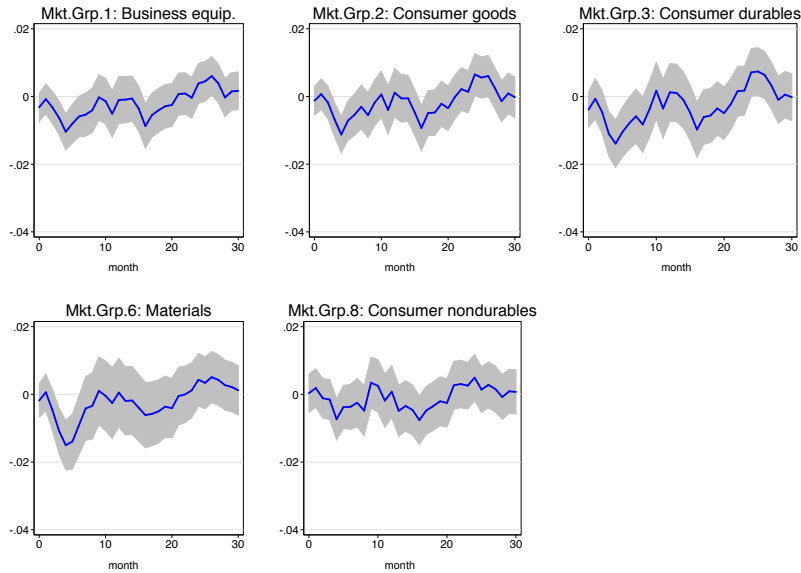 Mkt.Grp.1: Business equip.
.02
0
-.02
-.04
0 10 20 30
month
Mkt.Grp.2: Consumer goods
.02
0
-.02
-.04
0 10 20 30
month
Mkt.Grp.3: Consumer durables
.02
0
-.02
-.04
0 10 20 30
month
Mkt.Grp.6: Materials
.02
0
-.02
-.04
0 10 20 30
month
Mkt.Grp.8: Consumer nondurables
.02
0
-.02
-.04
0 10 20 30
month